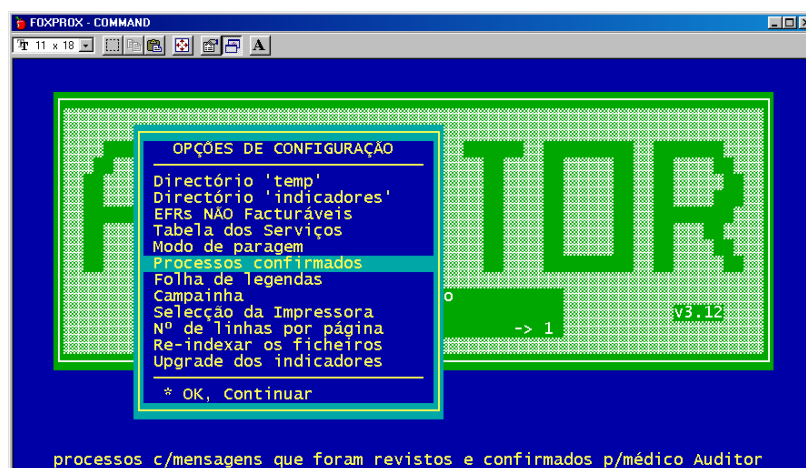 FOXPROX - COMMAND
11 x 18
A
OPÇÕES DE CONFIGURAÇÃO
Directório 'temp'
Directório 'indicadores'
EFRs NÃO Facturáveis
Tabela dos Serviços
Modo de paragem
Processos confirmados
Folha de legendas
Campainha
Selecção da Impressora
Nº de linhas por página
Re-indexar os ficheiros
Upgrade dos indicadores
* OK, Continuar
o
-> 1
v3.12
processos c/mensagens que foram revistos e confirmados p/médico Auditor